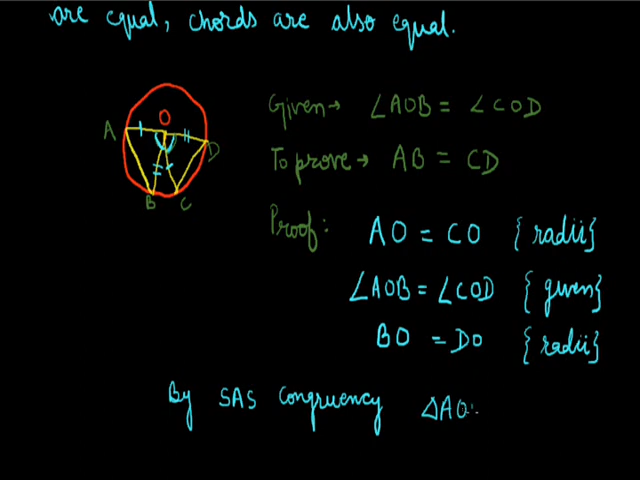 are equal, chords are also equal.
Given→ ∠AOB = ∠COD
To prove→ AB = CD
Proof: AO = CO {radii}
∠AOB = ∠COD {given}
BO = DO {radii}
By SAS Congruency ΔAO
O
A
D
B C